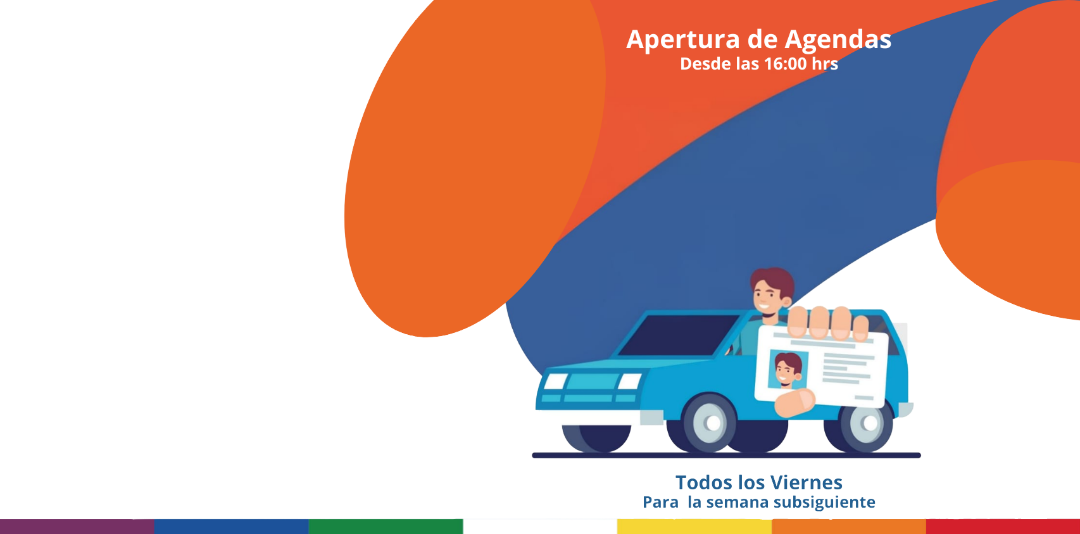 Apertura de Agendas
Desde las 16:00 hrs
Todos los Viernes
Para la semana subsiguiente